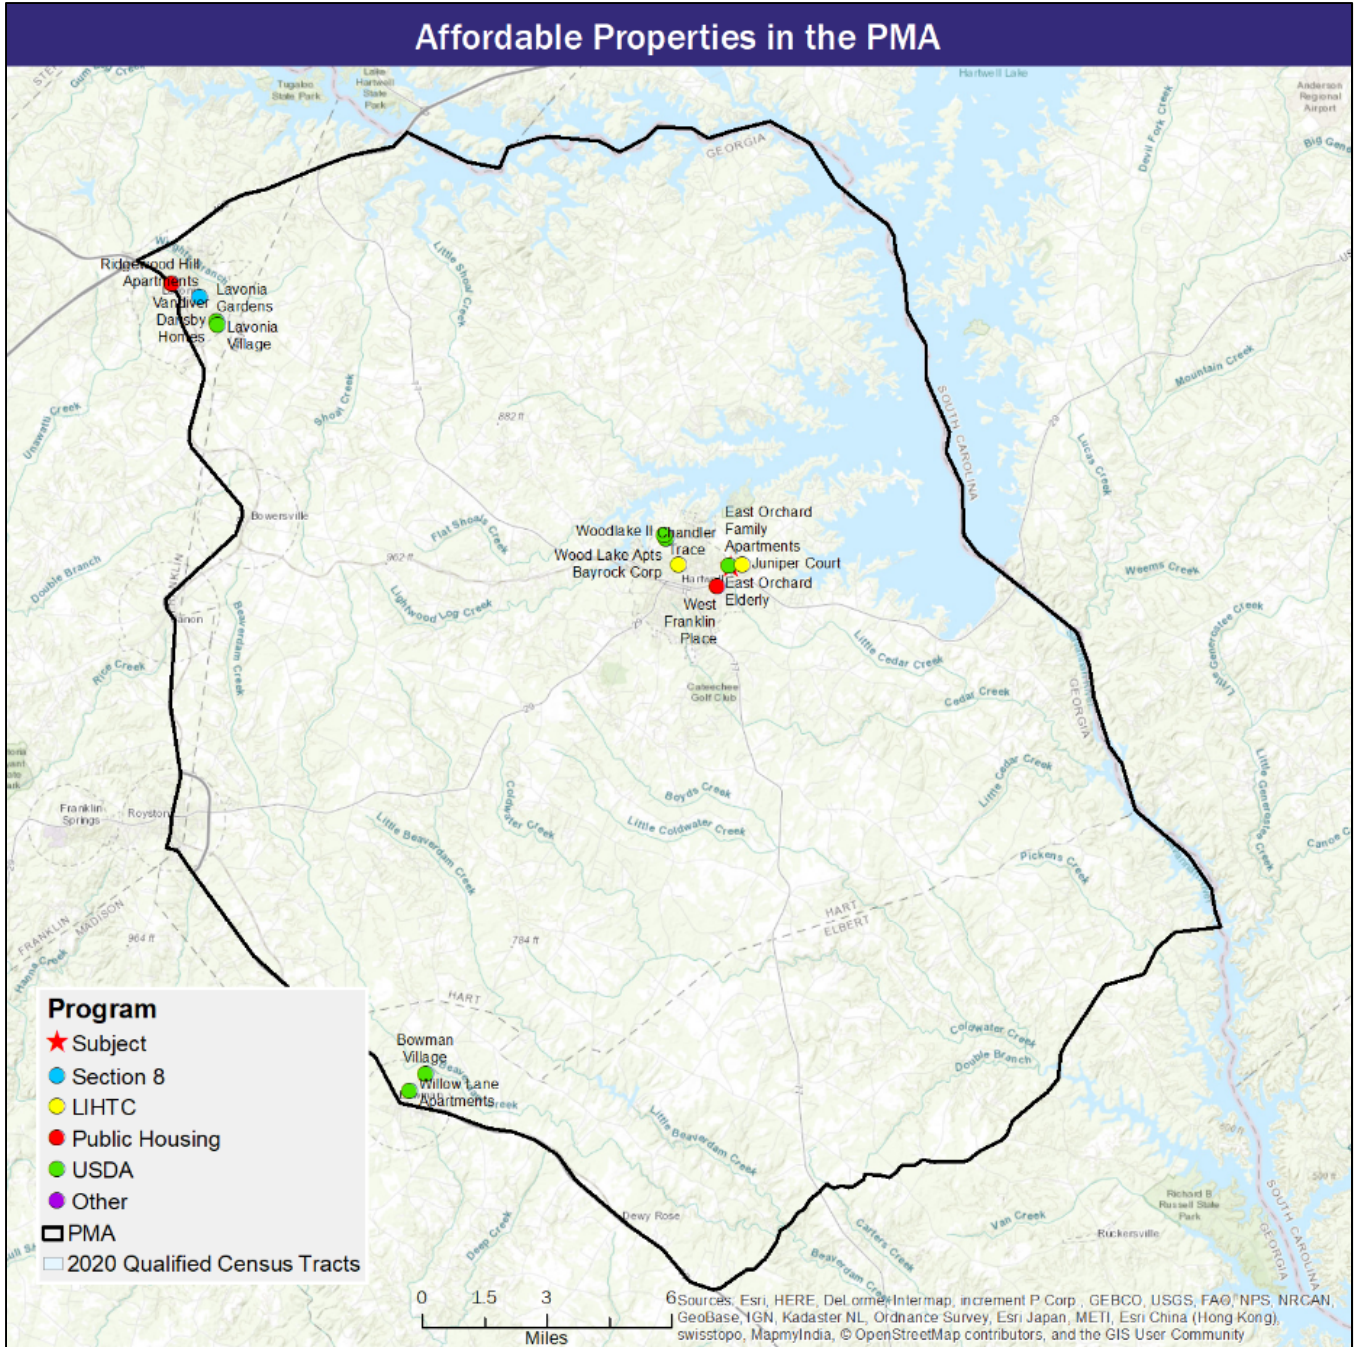 Affordable Properties in the PMA
Hartwell Lake
Tugaloo
State Park
Lake
Hartwell
State
Park
Anderson
Regional
Airport
Devil Fork Creek
GEORGIA
Ridgewood Hill
Apartments
Vandiver
Dansby
Homes
Lavonia
Gardens
Lavonia
Village
Little Shoal Creek
Shoal Creek
Unawatti Creek
77
882 ft
29
Mountain Creek
Lucas Creek
SOUTH CAROLINA
Bowersville
Flat Shoals Creek
962 ft
Double Branch
Lightwood Log Creek
Woodlake II
Chandler
Trace
Wood Lake Apts
Bayrock Corp
East Orchard
Family
Apartments
Juniper Court
East Orchard
Elderly
West
Franklin
Place
Weems Creek
Little Generostee Creek
Beaverdam Creek
Rice Creek
Little Cedar Creek
Cateechee
Golf Club
77
29
Cedar Creek
GEORGIA
Little Cedar Creek
Little Generostee Creek
Franklin
Springs
Royston
Coldwater Creek
Boyds Creek
Little Coldwater Creek
Little Beaverdam Creek
Pickens Creek
HART
ELBERT
FRANKLIN
MADISON
964 ft
784 ft
Hanna Creek
HART
Bowman
Village
Willow Lane
Apartments
Coldwater Creek
Double Branch
77
Little Beaverdam Creek
Dewy Rose
Deep Creek
Van Creek
Carters Creek
Beaverdam Creek
Richard B
Russell State
Park
Ruckersville
SOUTH CAROLINA
GEORGIA
Program
Subject
Section 8
LIHTC
Public Housing
USDA
Other
PMA
2020 Qualified Census Tracts
0 1.5 3 6
Miles
Sources: Esri, HERE, DeLorme, Intermap, increment P Corp., GEBCO, USGS, FAO, NPS, NRCAN,
GeoBase, IGN, Kadaster NL, Ordnance Survey, Esri Japan, METI, Esri China (Hong Kong),
swisstopo, MapmyIndia, © OpenStreetMap contributors, and the GIS User Community